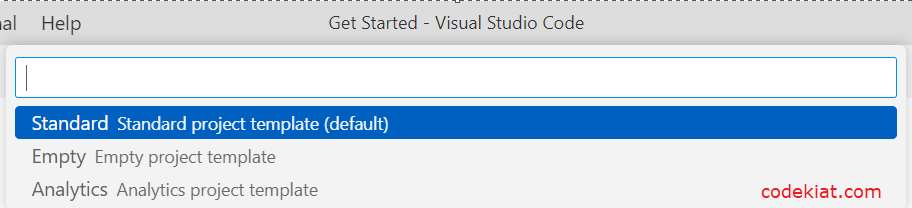 nal Help Get Started - Visual Studio Code
Standard Standard project template (default)
Empty Empty project template
Analytics Analytics project template
codekiat.com